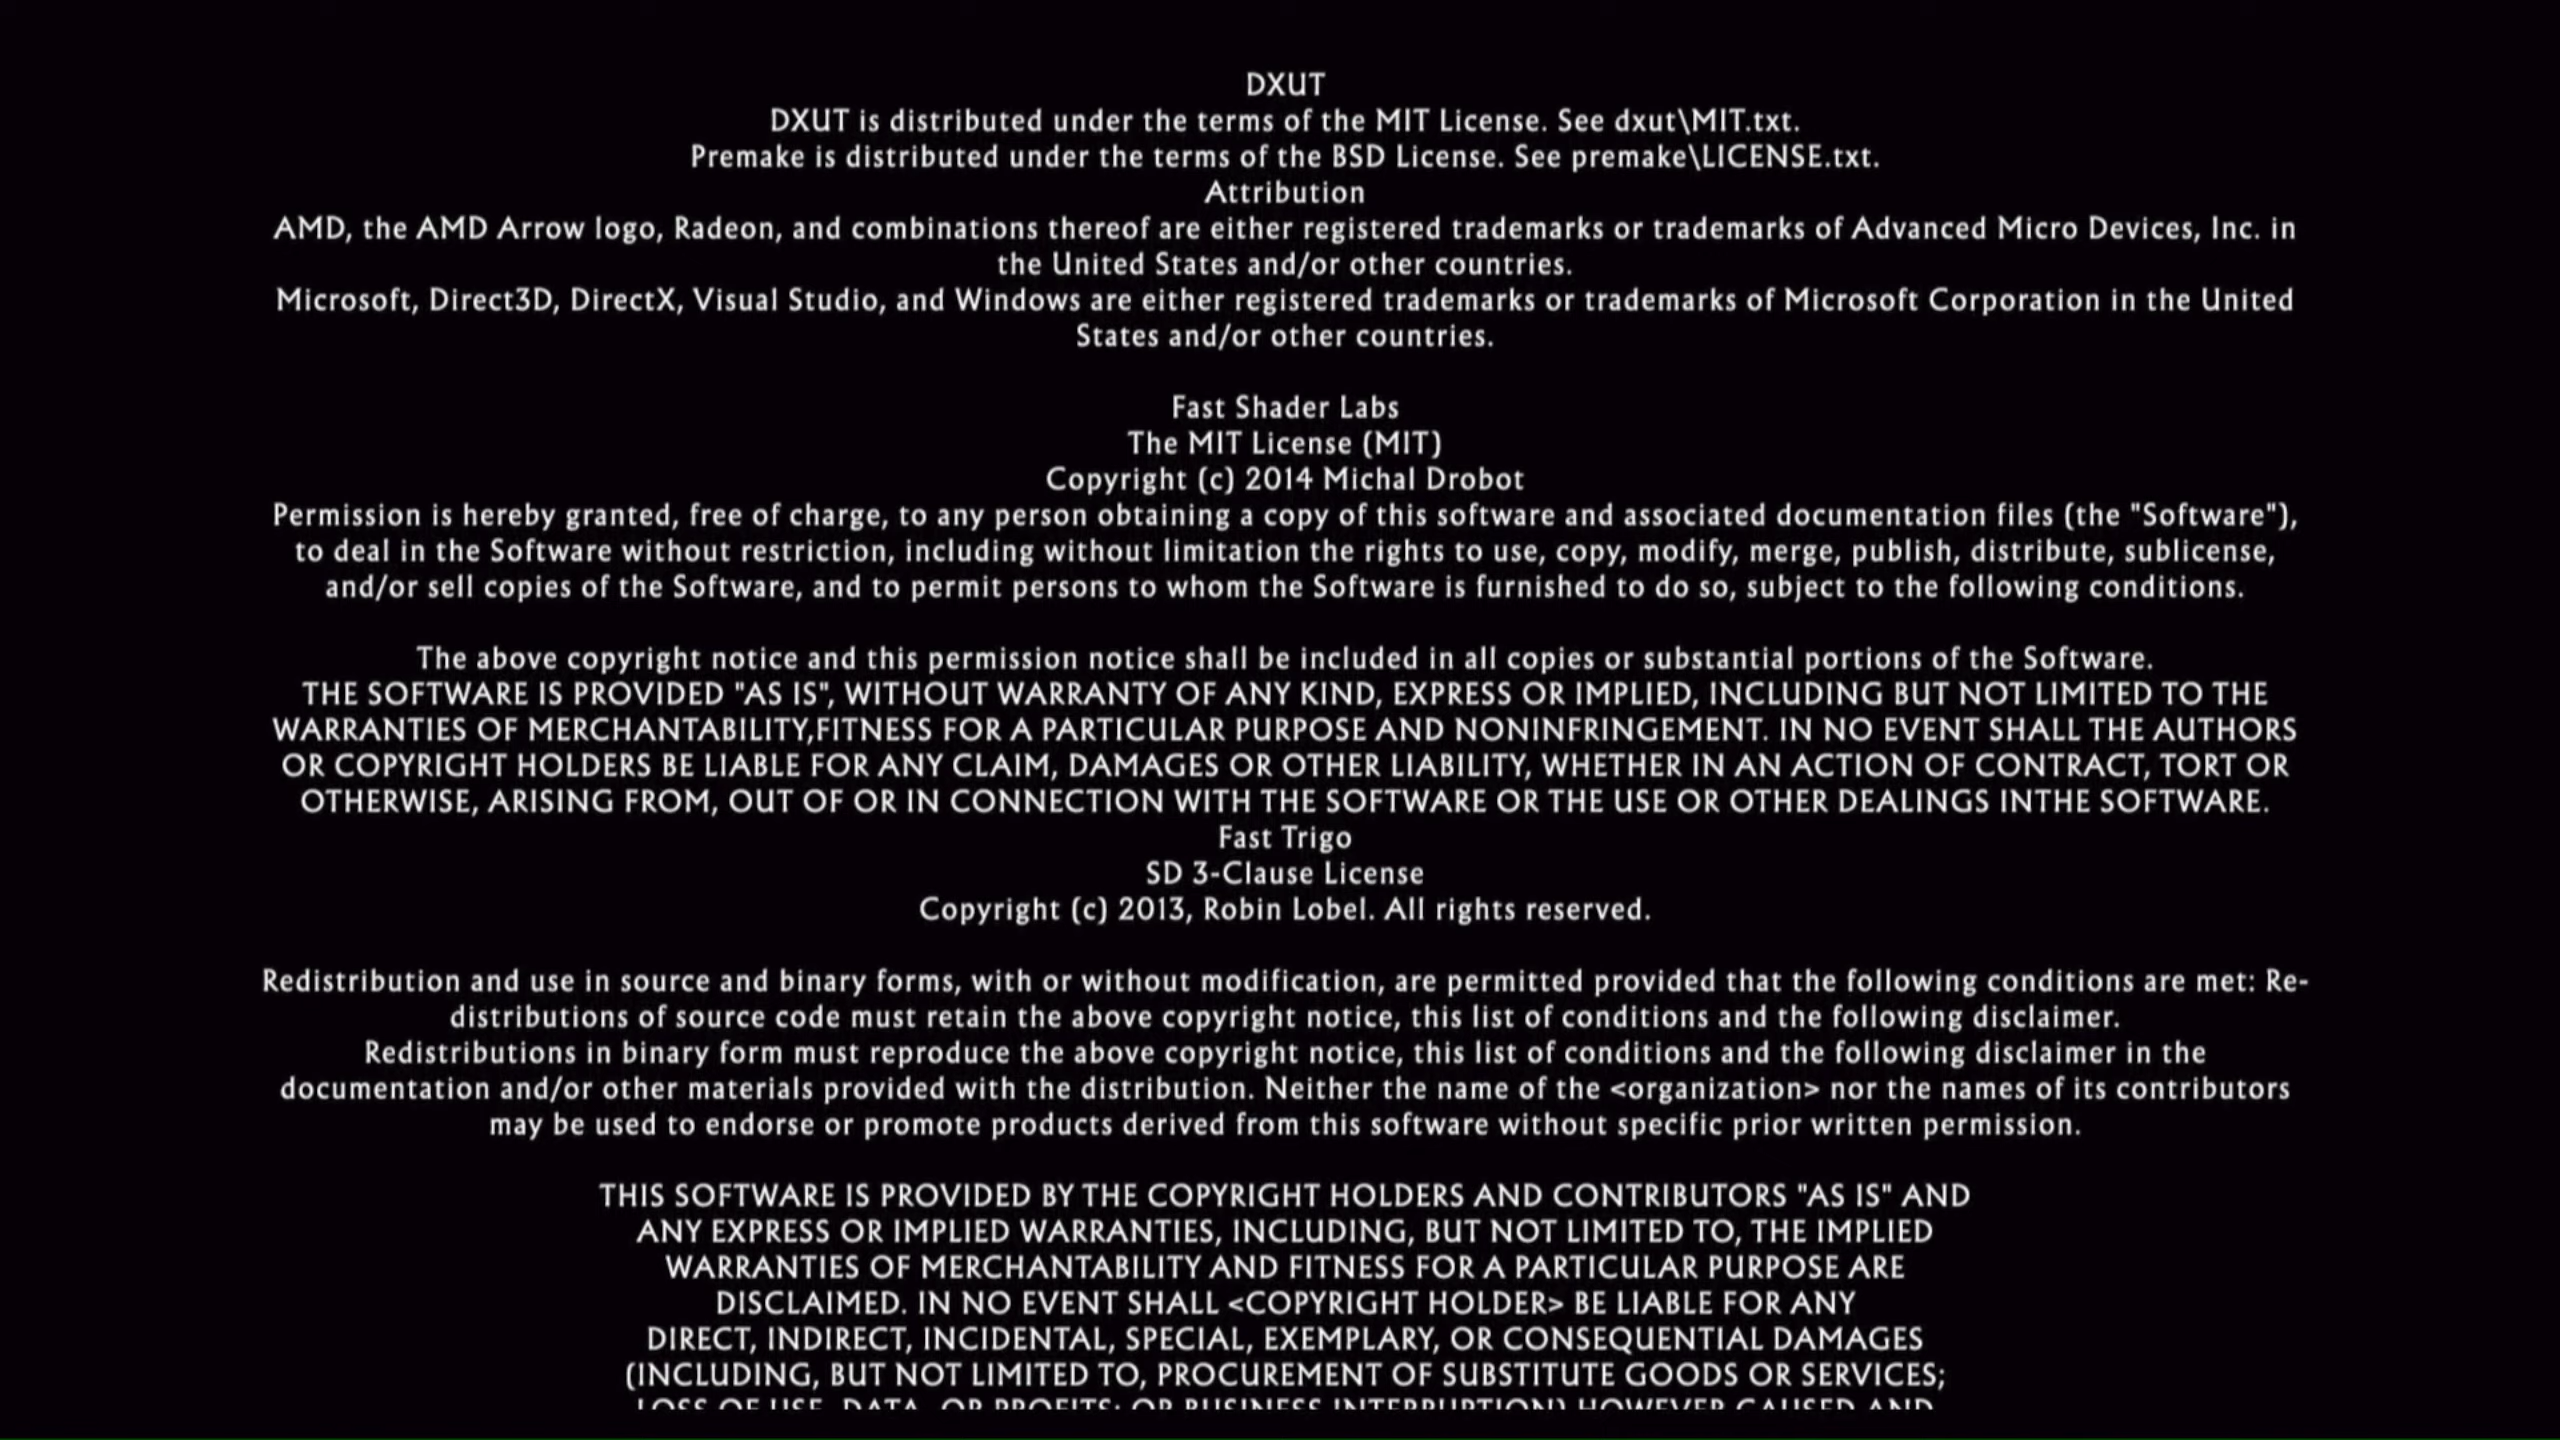 DXUT
DXUT is distributed under the terms of the MIT License. See dxut\MIT.txt.
Premake is distributed under the terms of the BSD License. See premake\LICENSE.txt.
Attribution
AMD, the AMD Arrow logo, Radeon, and combinations thereof are either registered trademarks or trademarks of Advanced Micro Devices, Inc. in
the United States and/or other countries.
Microsoft, Direct3D, DirectX, Visual Studio, and Windows are either registered trademarks or trademarks of Microsoft Corporation in the United
States and/or other countries.
Fast Shader Labs
The MIT License (MIT)
Copyright (c) 2014 Michal Drobot
Permission is hereby granted, free of charge, to any person obtaining a copy of this software and associated documentation files (the "Software"),
to deal in the Software without restriction, including without limitation the rights to use, copy, modify, merge, publish, distribute, sublicense,
and/or sell copies of the Software, and to permit persons to whom the Software is furnished to do so, subject to the following conditions.
The above copyright notice and this permission notice shall be included in all copies or substantial portions of the Software.
THE SOFTWARE IS PROVIDED "AS IS", WITHOUT WARRANTY OF ANY KIND, EXPRESS OR IMPLIED, INCLUDING BUT NOT LIMITED TO THE
WARRANTIES OF MERCHANTABILITY,FITNESS FOR A PARTICULAR PURPOSE AND NONINFRINGEMENT. IN NO EVENT SHALL THE AUTHORS
OR COPYRIGHT HOLDERS BE LIABLE FOR ANY CLAIM, DAMAGES OR OTHER LIABILITY, WHETHER IN AN ACTION OF CONTRACT, TORT OR
OTHERWISE, ARISING FROM, OUT OF OR IN CONNECTION WITH THE SOFTWARE OR THE USE OR OTHER DEALINGS INTHE SOFTWARE.
Fast Trigo
SD 3-Clause License
Copyright (c) 2013, Robin Lobel. All rights reserved.
Redistribution and use in source and binary forms, with or without modification, are permitted provided that the following conditions are met: Re-
distributions of source code must retain the above copyright notice, this list of conditions and the following disclaimer.
Redistributions in binary form must reproduce the above copyright notice, this list of conditions and the following disclaimer in the
documentation and/or other materials provided with the distribution. Neither the name of the <organization> nor the names of its contributors
may be used to endorse or promote products derived from this software without specific prior written permission.
THIS SOFTWARE IS PROVIDED BY THE COPYRIGHT HOLDERS AND CONTRIBUTORS "AS IS" AND
ANY EXPRESS OR IMPLIED WARRANTIES, INCLUDING, BUT NOT LIMITED TO, THE IMPLIED
WARRANTIES OF MERCHANTABILITY AND FITNESS FOR A PARTICULAR PURPOSE ARE
DISCLAIMED. IN NO EVENT SHALL <COPYRIGHT HOLDER> BE LIABLE FOR ANY
DIRECT, INDIRECT, INCIDENTAL, SPECIAL, EXEMPLARY, OR CONSEQUENTIAL DAMAGES
(INCLUDING, BUT NOT LIMITED TO, PROCUREMENT OF SUBSTITUTE GOODS OR SERVICES;
LOSS OF USE, DATA, OR PROFITS; OR BUSINESS INTERRUPTION) HOWEVER CAUSED AND